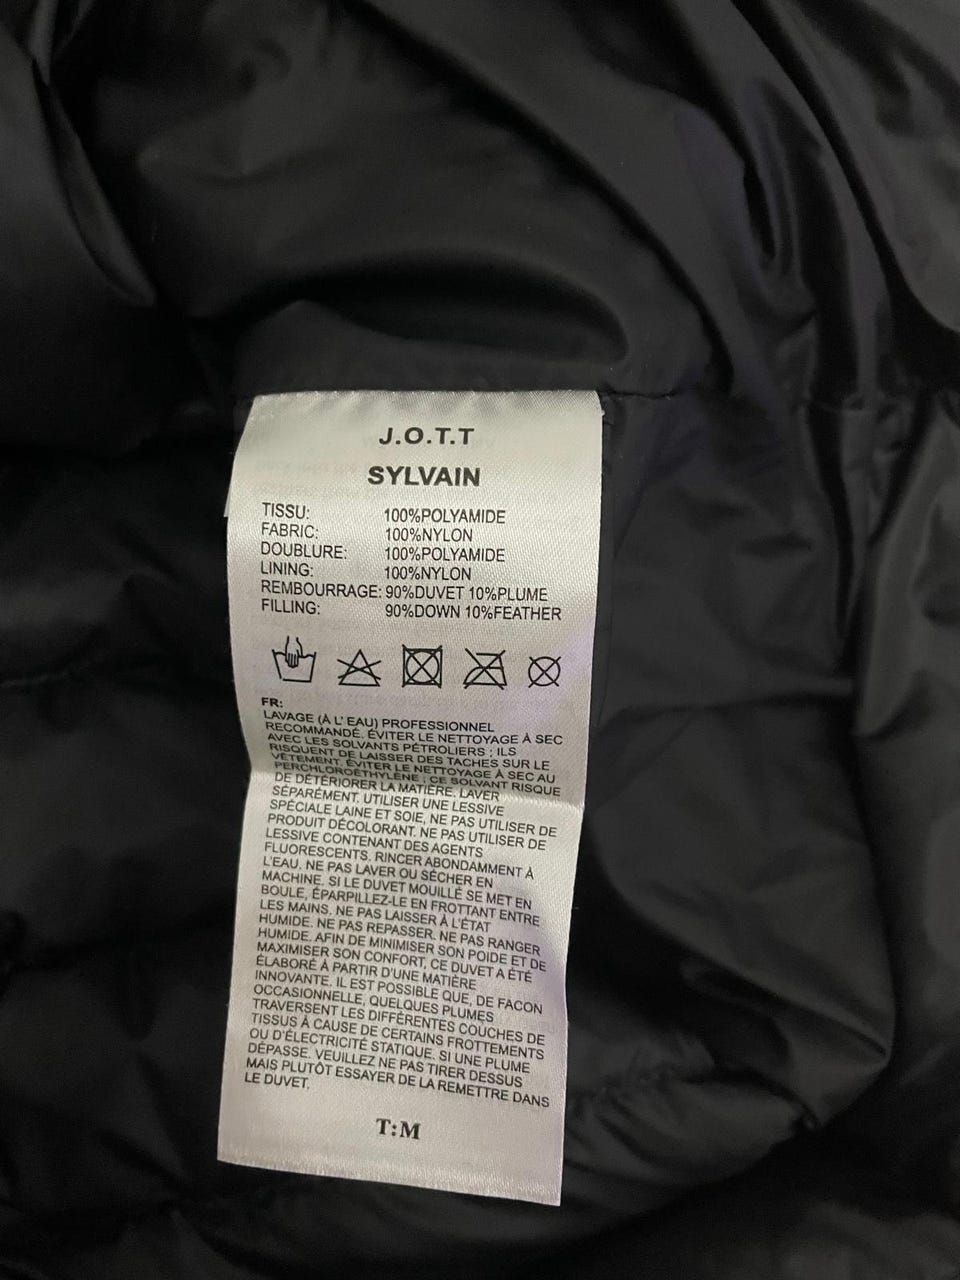 J.O.T.T
SYLVAIN
TISSU: 100%POLYAMIDE
FABRIC: 100%NYLON
DOUBLURE: 100%POLYAMIDE
LINING: 100%NYLON
REMBOURRAGE: 90%DUVET 10%PLUME
FILLING: 90%DOWN 10%FEATHER
FR:
LAVAGE (À L' EAU) PROFESSIONNEL
RECOMMANDÉ. ÉVITER LE NETTOYAGE À SEC
AVEC LES SOLVANTS PÉTROLIERS ; ILS
RISQUENT DE LAISSER DES TACHES SUR LE
VÊTEMENT. ÉVITER LE NETTOYAGE À SEC AU
PERCHLOROÉTHYLÈNE ; CE SOLVANT RISQUE
DE DÉTÉRIORER LA MATIÈRE. LAVER
SÉPARÉMENT. UTILISER UNE LESSIVE
SPÉCIALE LAINE ET SOIE, NE PAS UTILISER DE
PRODUIT DÉCOLORANT. NE PAS UTILISER DE
LESSIVE CONTENANT DES AGENTS
FLUORESCENTS. RINCER ABONDAMMENT À
L'EAU. NE PAS LAVER OU SÉCHER EN
MACHINE. SI LE DUVET MOUILLÉ SE MET EN
BOULE, ÉPARPILLEZ-LE EN FROTTANT ENTRE
LES MAINS. NE PAS LAISSER À L'ÉTAT
HUMIDE. NE PAS REPASSER. NE PAS RANGER
HUMIDE. AFIN DE MINIMISER SON POIDE ET DE
MAXIMISER SON CONFORT, CE DUVET A ÉTÉ
ÉLABORÉ À PARTIR D'UNE MATIÈRE
INNOVANTE. IL EST POSSIBLE QUE, DE FACON
OCCASIONNELLE, QUELQUES PLUMES
TRAVERSENT LES DIFFÉRENTES COUCHES DE
TISSUS À CAUSE DE CERTAINS FROTTEMENTS
OU D'ÉLECTRICITÉ STATIQUE. SI UNE PLUME
DÉPASSE. VEUILLEZ NE PAS TIRER DESSUS
MAIS PLUTÔT ESSAYER DE LA REMETTRE DANS
LE DUVET.
T:M